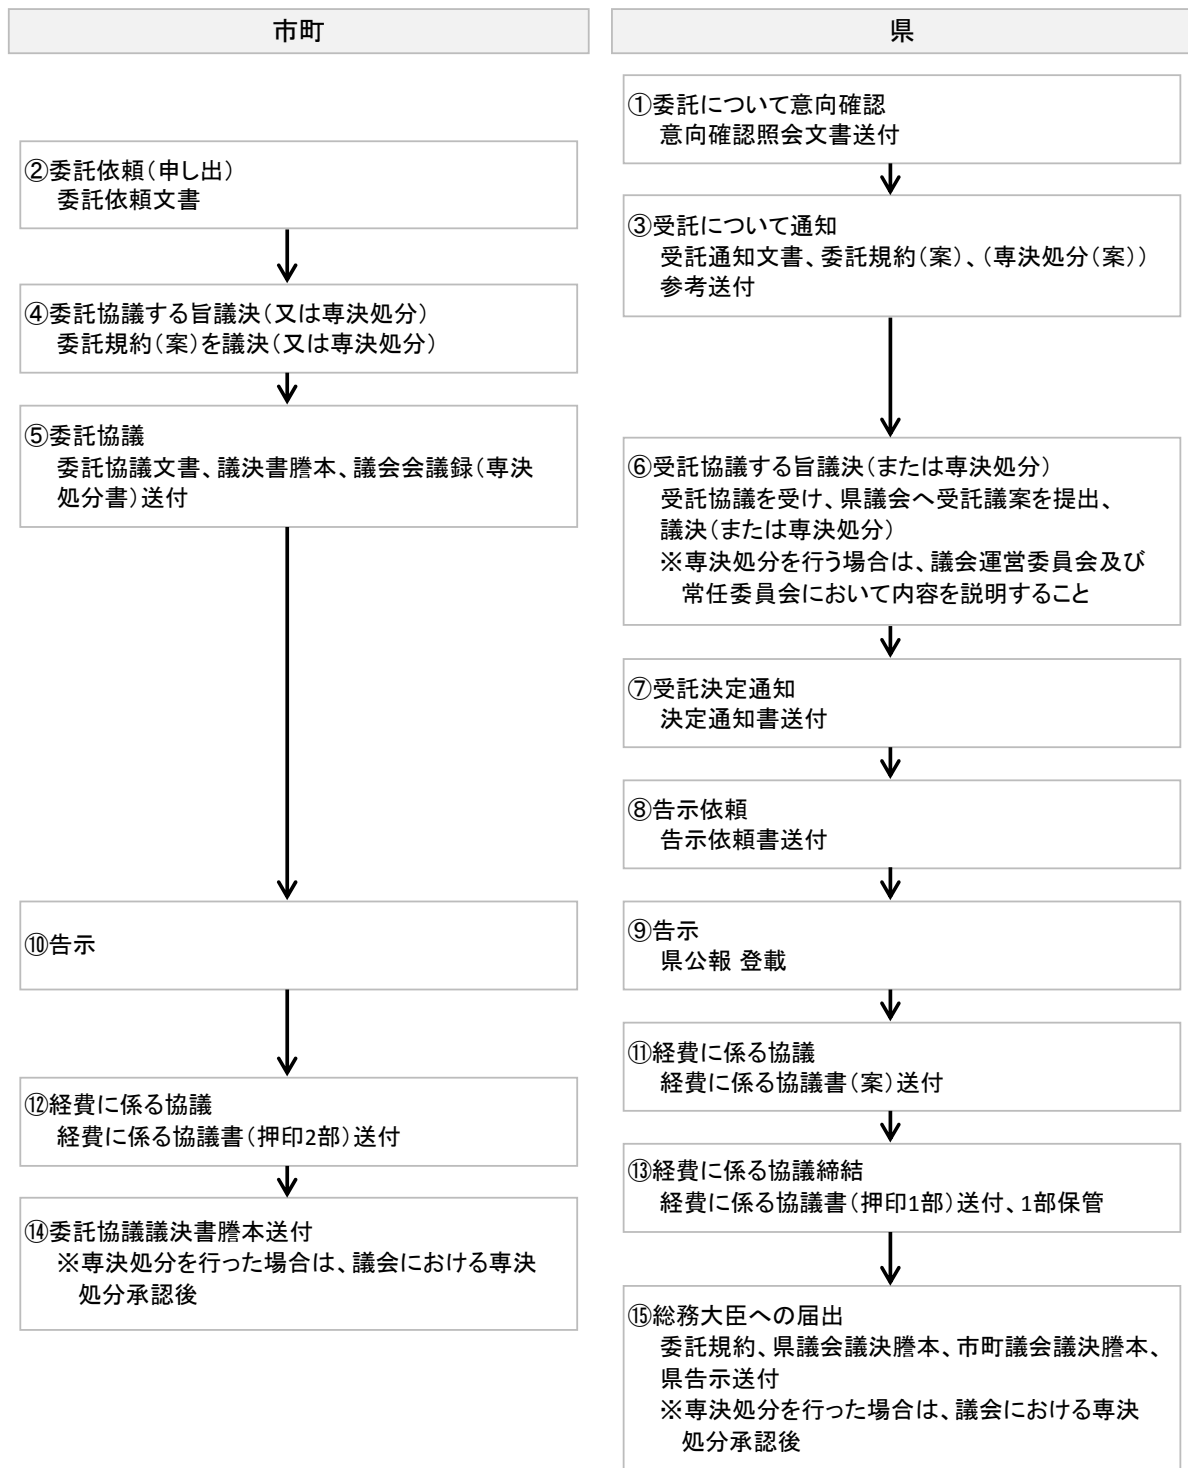 市町
県
①委託について意向確認
意向確認照会文書送付
②委託依頼（申し出）
委託依頼文書
③受託について通知
受託通知文書、委託規約（案）、（専決処分（案））
参考送付
④委託協議する旨議決（又は専決処分）
委託規約（案）を議決（又は専決処分）
⑤委託協議
委託協議文書、議決書謄本、議会会議録（専決
処分書）送付
⑥受託協議する旨議決（または専決処分）
受託協議を受け、県議会へ受託議案を提出、
議決（または専決処分）
※専決処分を行う場合は、議会運営委員会及び
常任委員会において内容を説明すること
⑦受託決定通知
決定通知書送付
⑧告示依頼
告示依頼書送付
⑨告示
県公報 登載
⑩告示
⑪経費に係る協議
経費に係る協議書（案）送付
⑫経費に係る協議
経費に係る協議書（押印2部）送付
⑬経費に係る協議締結
経費に係る協議書（押印1部）送付、1部保管
⑭委託協議議決書謄本送付
※専決処分を行った場合は、議会における専決
処分承認後
⑮総務大臣への届出
委託規約、県議会議決謄本、市町議会議決謄本、
県告示送付
※専決処分を行った場合は、議会における専決
処分承認後